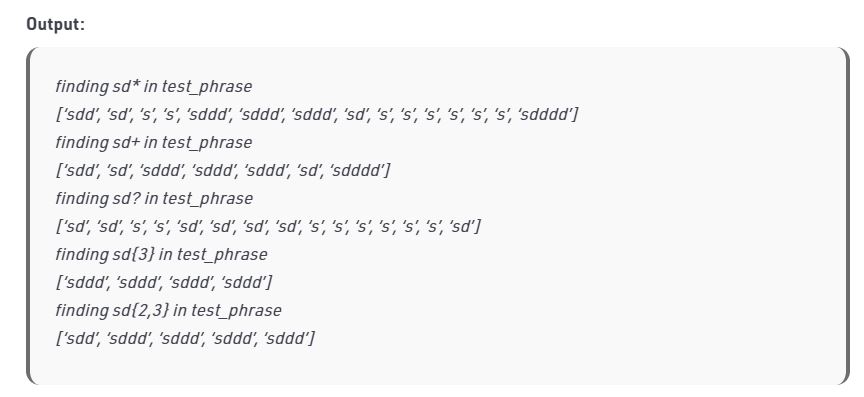 Output:
finding sd* in test_phrase
[‘sdd’, ‘sd’, ‘s’, ‘s’, ‘sddd’, ‘sddd’, ‘sddd’, ‘sd’, ‘s’, ‘s’, ‘s’, ‘s’, ‘s’, ‘s’, ‘sdddd’]
finding sd+ in test_phrase
[‘sdd’, ‘sd’, ‘sddd’, ‘sddd’, ‘sddd’, ‘sd’, ‘sdddd’]
finding sd? in test_phrase
[‘sd’, ‘sd’, ‘s’, ‘s’, ‘sd’, ‘sd’, ‘sd’, ‘sd’, ‘s’, ‘s’, ‘s’, ‘s’, ‘s’, ‘s’, ‘sd’]
finding sd{3} in test_phrase
[‘sddd’, ‘sddd’, ‘sddd’, ‘sddd’]
finding sd{2,3} in test_phrase
[‘sdd’, ‘sddd’, ‘sddd’, ‘sddd’, ‘sddd’]